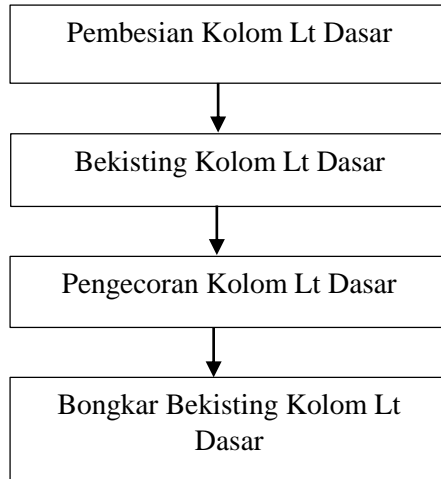 Pembesian Kolom Lt Dasar
Bekisting Kolom Lt Dasar
Pengecoran Kolom Lt Dasar
Bongkar Bekisting Kolom Lt
Dasar